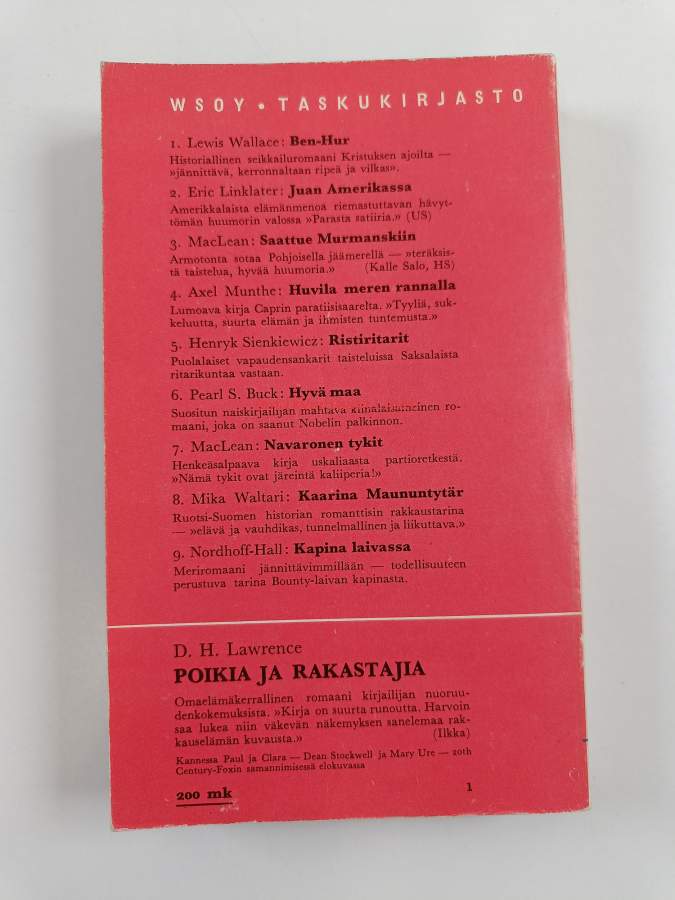 WSOY • TASKUKIRJASTO
1. Lewis Wallace: Ben-Hur
Historiallinen seikkailuromaani Kristuksen ajoilta —
»jännittävä, kerronnaltaan ripeä ja vilkas».
2. Eric Linklater: Juan Amerikassa
Amerikkalaista elämänmenoa riemastuttavan hävyt-
tömän huumorin valossa »Parasta satiiria.» (US)
3. MacLean: Saattue Murmanskiin
Armotonta sotaa Pohjoisella jäämerellä — »teräksis-
tä taistelua, hyvää huumoria.» (Kalle Salo, HS)
4. Axel Munthe: Huvila meren rannalla
Lumoava kirja Caprin paratiisisaarelta. »Tyyliä, suk-
keluutta, suurta elämän ja ihmisten tuntemusta.»
5. Henryk Sienkiewicz: Ristiritarit
Puolalaiset vapaudensankarit taisteluissa Saksalaista
ritarikuntaa vastaan.
6. Pearl S. Buck: Hyvä maa
Suositun naiskirjailijan mahtava kiinalaisaiheinen ro-
maani, joka on saanut Nobelin palkinnon.
7. MacLean: Navaronen tykit
Henkeäsalpaava kirja uskaliaasta partioretkestä.
»Nämä tykit ovat järeintä kaliiperia!»
8. Mika Waltari: Kaarina Maununtytär
Ruotsi-Suomen historian romanttisin rakkaustarina
— »elävä ja vauhdikas, tunnelmallinen ja liikuttava.»
9. Nordhoff-Hall: Kapina laivassa
Meriromaani jännittävimmillään — todellisuuteen
perustuva tarina Bounty-laivan kapinasta.
D. H. Lawrence
POIKIA JA RAKASTAJIA
Omaelämäkerrallinen romaani kirjailijan nuoruu-
denkokemuksista. »Kirja on suurta runoutta. Harvoin
saa lukea niin väkevän näkemyksen sanelemaa rak-
kauselämän kuvausta.» (Ilkka)
Kannessa Paul ja Clara — Dean Stockwell ja Mary Ure — 20th
Century-Foxin samannimisessä elokuvassa
200 mk 1